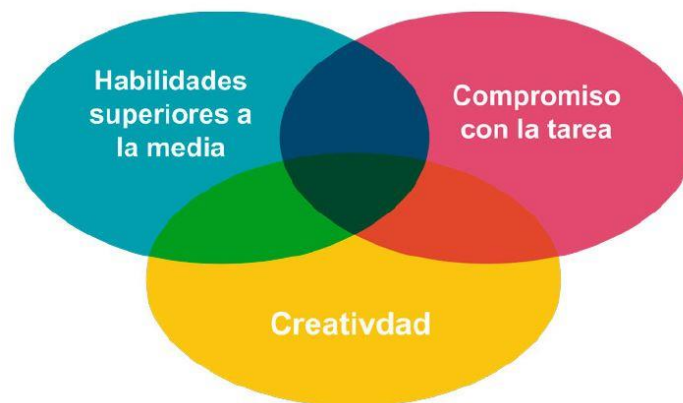 Habilidades
superiores a
la media
Compromiso
con la tarea
Creativdad